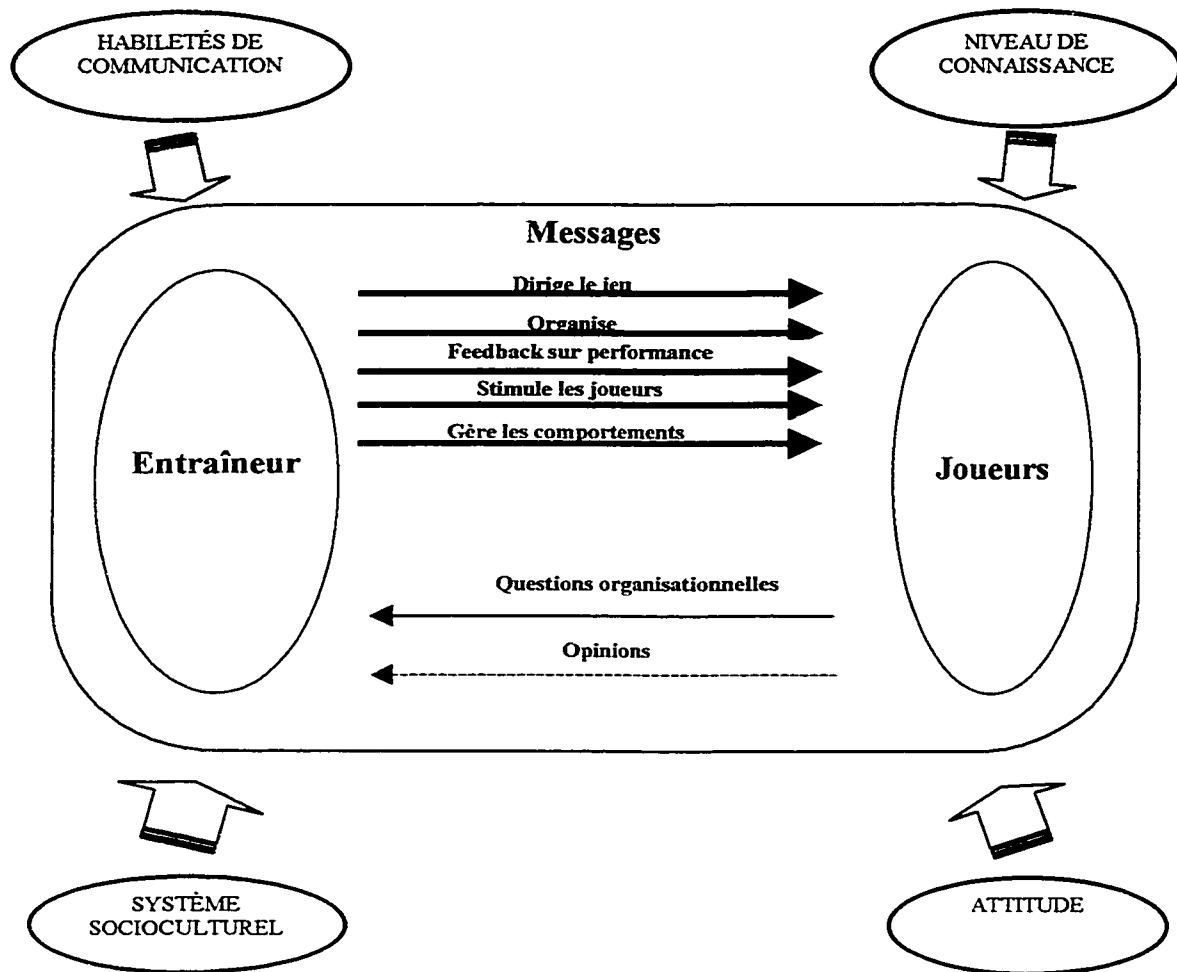 HABILETÉS DE
COMMUNICATION
NIVEAU DE
CONNAISSANCE
Messages
Dirige le jeu
Organise
Feedback sur performance
Stimule les joueurs
Gère les comportements
Entraîneur
Joueurs
Questions organisationnelles
Opinions
SYSTÈME
SOCIOCULTUREL
ATTITUDE